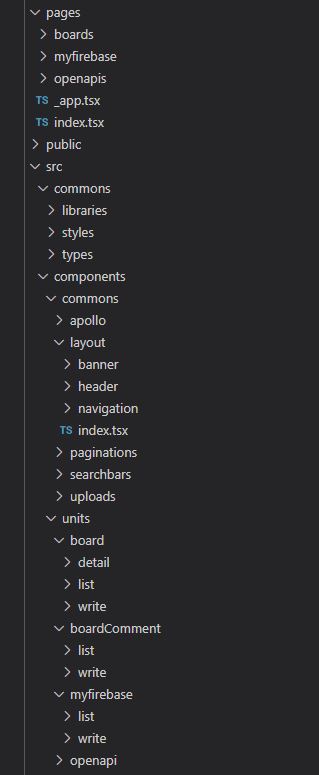 pages
boards
myfirebase
openapis
TS _app.tsx
TS index.tsx
public
src
commons
libraries
styles
types
components
commons
apollo
layout
banner
header
navigation
TS index.tsx
paginations
searchbars
uploads
units
board
detail
list
write
boardComment
list
write
myfirebase
list
write
openapi